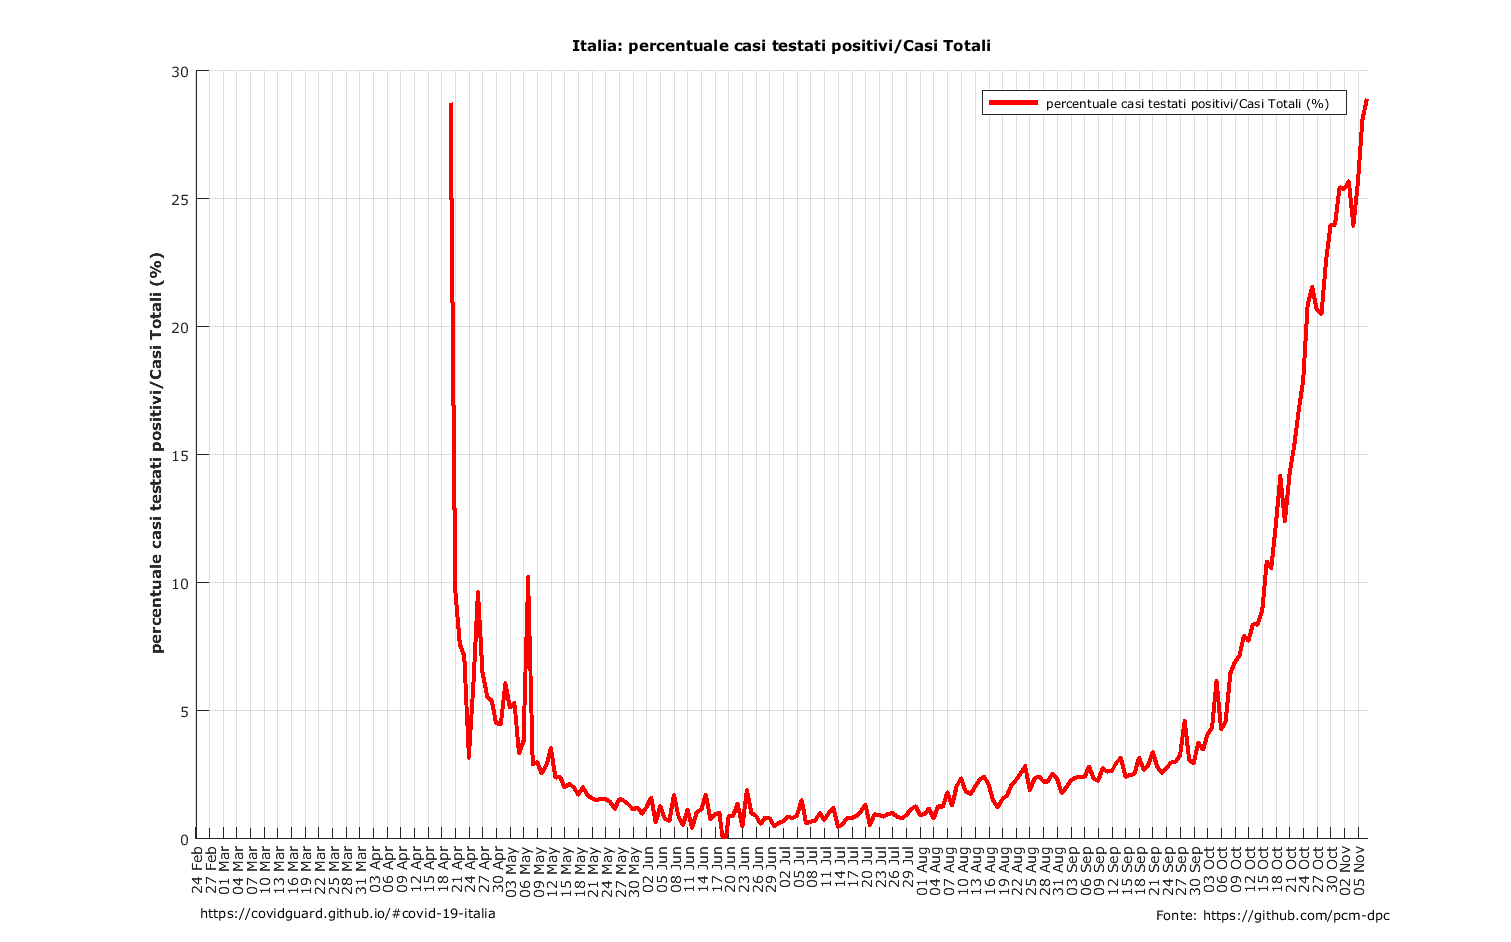 Italia: percentuale casi testati positivi/Casi Totali
percentuale casi testati positivi/Casi Totali (%)
percentuale casi testati positivi/Casi Totali (%)
30
25
20
15
10
5
0
24 Feb
27 Feb
01 Mar
04 Mar
07 Mar
10 Mar
13 Mar
16 Mar
19 Mar
22 Mar
25 Mar
28 Mar
31 Mar
03 Apr
06 Apr
09 Apr
12 Apr
15 Apr
18 Apr
21 Apr
24 Apr
27 Apr
30 Apr
03 May
06 May
09 May
12 May
15 May
18 May
21 May
24 May
27 May
30 May
02 Jun
05 Jun
08 Jun
11 Jun
14 Jun
17 Jun
20 Jun
23 Jun
26 Jun
29 Jun
02 Jul
05 Jul
08 Jul
11 Jul
14 Jul
17 Jul
20 Jul
23 Jul
26 Jul
29 Jul
01 Aug
04 Aug
07 Aug
10 Aug
13 Aug
16 Aug
19 Aug
22 Aug
25 Aug
28 Aug
31 Aug
03 Sep
06 Sep
09 Sep
12 Sep
15 Sep
18 Sep
21 Sep
24 Sep
27 Sep
30 Sep
03 Oct
06 Oct
09 Oct
12 Oct
15 Oct
18 Oct
21 Oct
24 Oct
27 Oct
30 Oct
02 Nov
05 Nov
https://covidguard.github.io/#covid-19-italia
Fonte: https://github.com/pcm-dpc